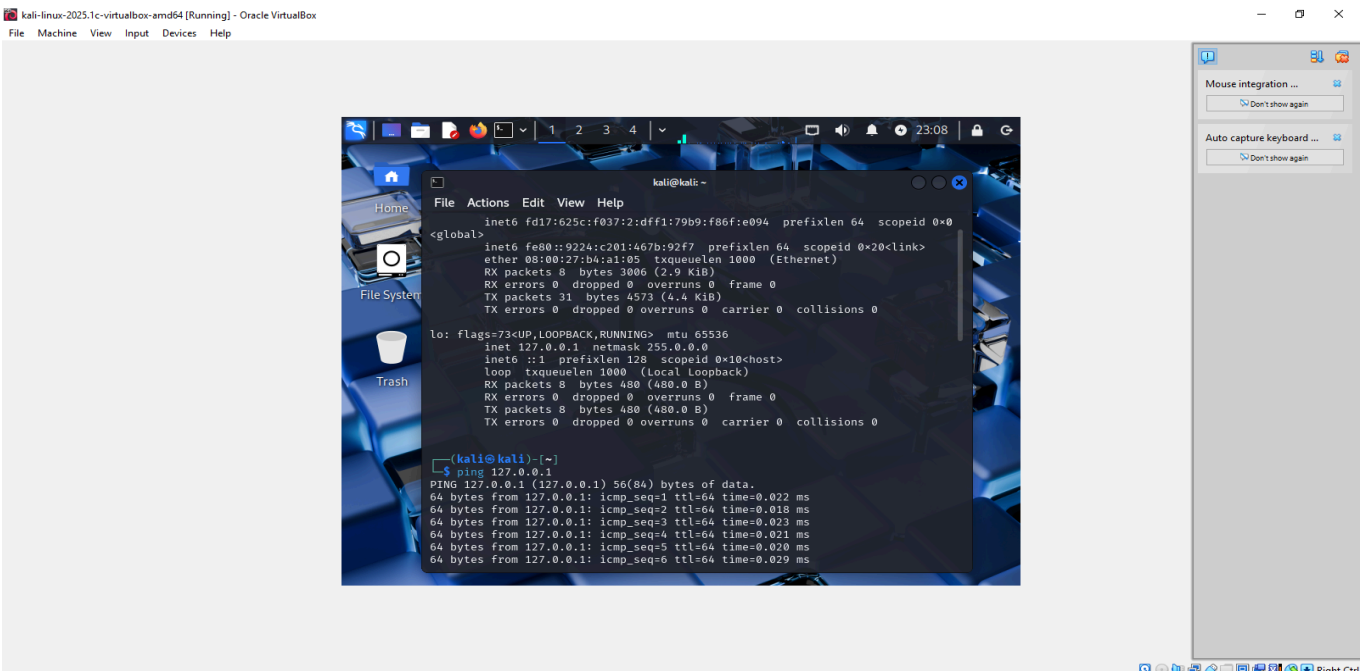 kali-linux-2025.1c-virtualbox-amd64 [Running] - Oracle VirtualBox
File Machine View Input Devices Help
Mouse integration ...
Don't show again
Auto capture keyboard ...
Don't show again
1 2 3 4 23:08
Home
File System
Trash
kali@kali: ~
File Actions Edit View Help
inet6 fd17:625c:f037:2:dff1:79b9:f86f:e094 prefixlen 64 scopeid 0×0
<global>
inet6 fe80::9224:c201:467b:92f7 prefixlen 64 scopeid 0×20<link>
ether 08:00:27:b4:a1:05 txqueuelen 1000 (Ethernet)
RX packets 8 bytes 3006 (2.9 KiB)
RX errors 0 dropped 0 overruns 0 frame 0
TX packets 31 bytes 4573 (4.4 KiB)
TX errors 0 dropped 0 overruns 0 carrier 0 collisions 0
lo: flags=73<UP,LOOPBACK,RUNNING> mtu 65536
inet 127.0.0.1 netmask 255.0.0.0
inet6 ::1 prefixlen 128 scopeid 0×10<host>
loop txqueuelen 1000 (Local Loopback)
RX packets 8 bytes 480 (480.0 B)
RX errors 0 dropped 0 overruns 0 frame 0
TX packets 8 bytes 480 (480.0 B)
TX errors 0 dropped 0 overruns 0 carrier 0 collisions 0
(kali㉿kali)-[~]
$ ping 127.0.0.1
PING 127.0.0.1 (127.0.0.1) 56(84) bytes of data.
64 bytes from 127.0.0.1: icmp_seq=1 ttl=64 time=0.022 ms
64 bytes from 127.0.0.1: icmp_seq=2 ttl=64 time=0.018 ms
64 bytes from 127.0.0.1: icmp_seq=3 ttl=64 time=0.023 ms
64 bytes from 127.0.0.1: icmp_seq=4 ttl=64 time=0.021 ms
64 bytes from 127.0.0.1: icmp_seq=5 ttl=64 time=0.020 ms
64 bytes from 127.0.0.1: icmp_seq=6 ttl=64 time=0.029 ms
Right Ctrl